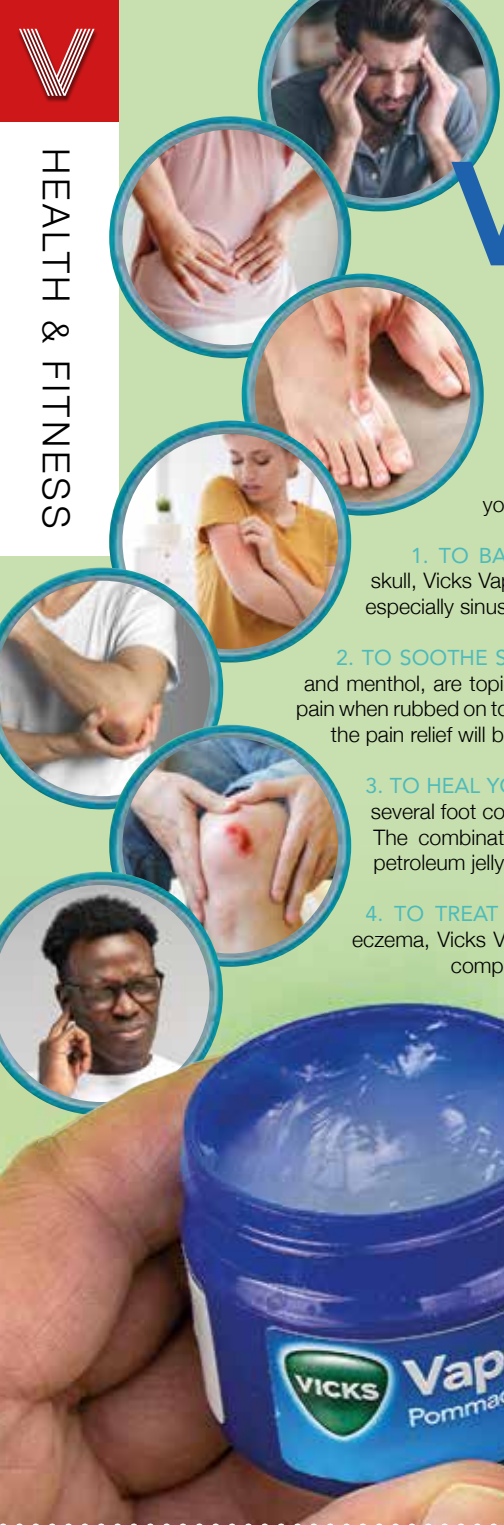 V
HEALTH & FITNESS
V
yo
1. TO BA
skull, Vicks Vap
especially sinus
2. TO SOOTHE S
and menthol, are topi
pain when rubbed on to
the pain relief will b
3. TO HEAL YO
several foot co
The combinat
petroleum jelly
4. TO TREAT
eczema, Vicks V
comp
VICKS
Vap
Pommad